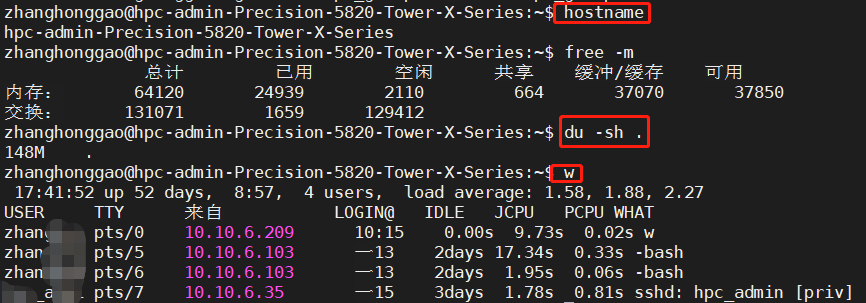 zhanghonggao@hpc-admin-Precision-5820-Tower-X-Series:~$ hostname
hpc-admin-Precision-5820-Tower-X-Series
zhanghonggao@hpc-admin-Precision-5820-Tower-X-Series:~$ free -m
总计 已用 空闲 共享 缓冲/缓存 可用
内存: 64120 24939 2110 664 37070 37850
交换: 131071 1659 129412
zhanghonggao@hpc-admin-Precision-5820-Tower-X-Series:~$ du -sh .
148M .
zhanghonggao@hpc-admin-Precision-5820-Tower-X-Series:~$ w
17:41:52 up 52 days, 8:57, 4 users, load average: 1.58, 1.88, 2.27
USER TTY 来自 LOGIN@ IDLE JCPU PCPU WHAT
zhang pts/0 10.10.6.209 10:15 0.00s 9.73s 0.02s w
zhang pts/5 10.10.6.103 一13 2days 17.34s 0.33s -bash
zhang pts/6 10.10.6.103 一13 2days 1.95s 0.06s -bash
pts/7 10.10.6.35 一15 3days 1.78s 0.81s sshd: hpc_admin [priv]